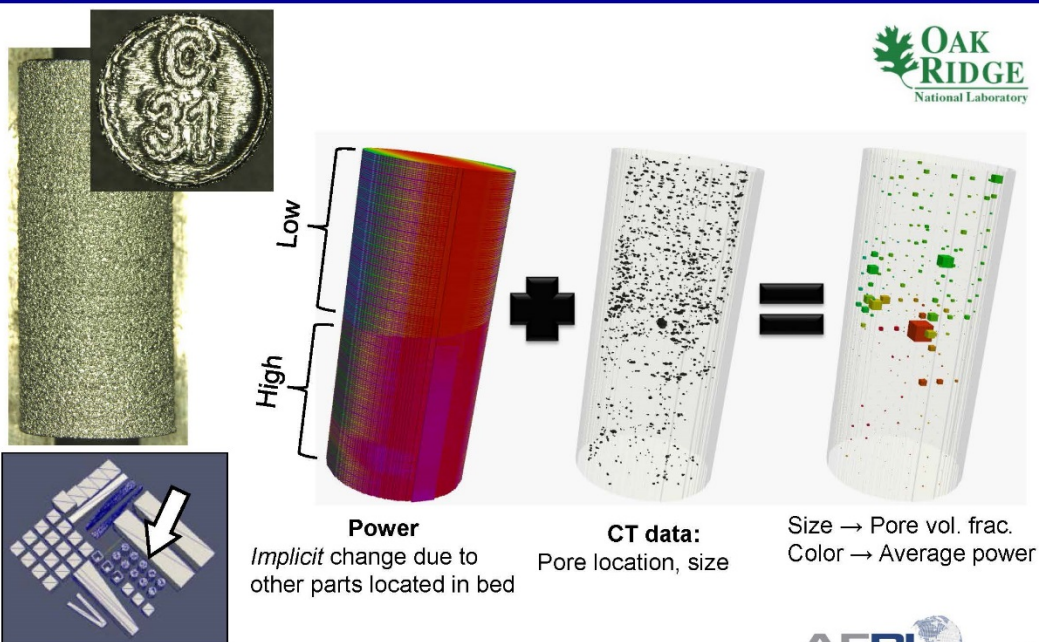 C
31
OAK
RIDGE
National Laboratory
Low
High
Power
Implicit change due to
other parts located in bed
CT data:
Pore location, size
Size → Pore vol. frac.
Color → Average power